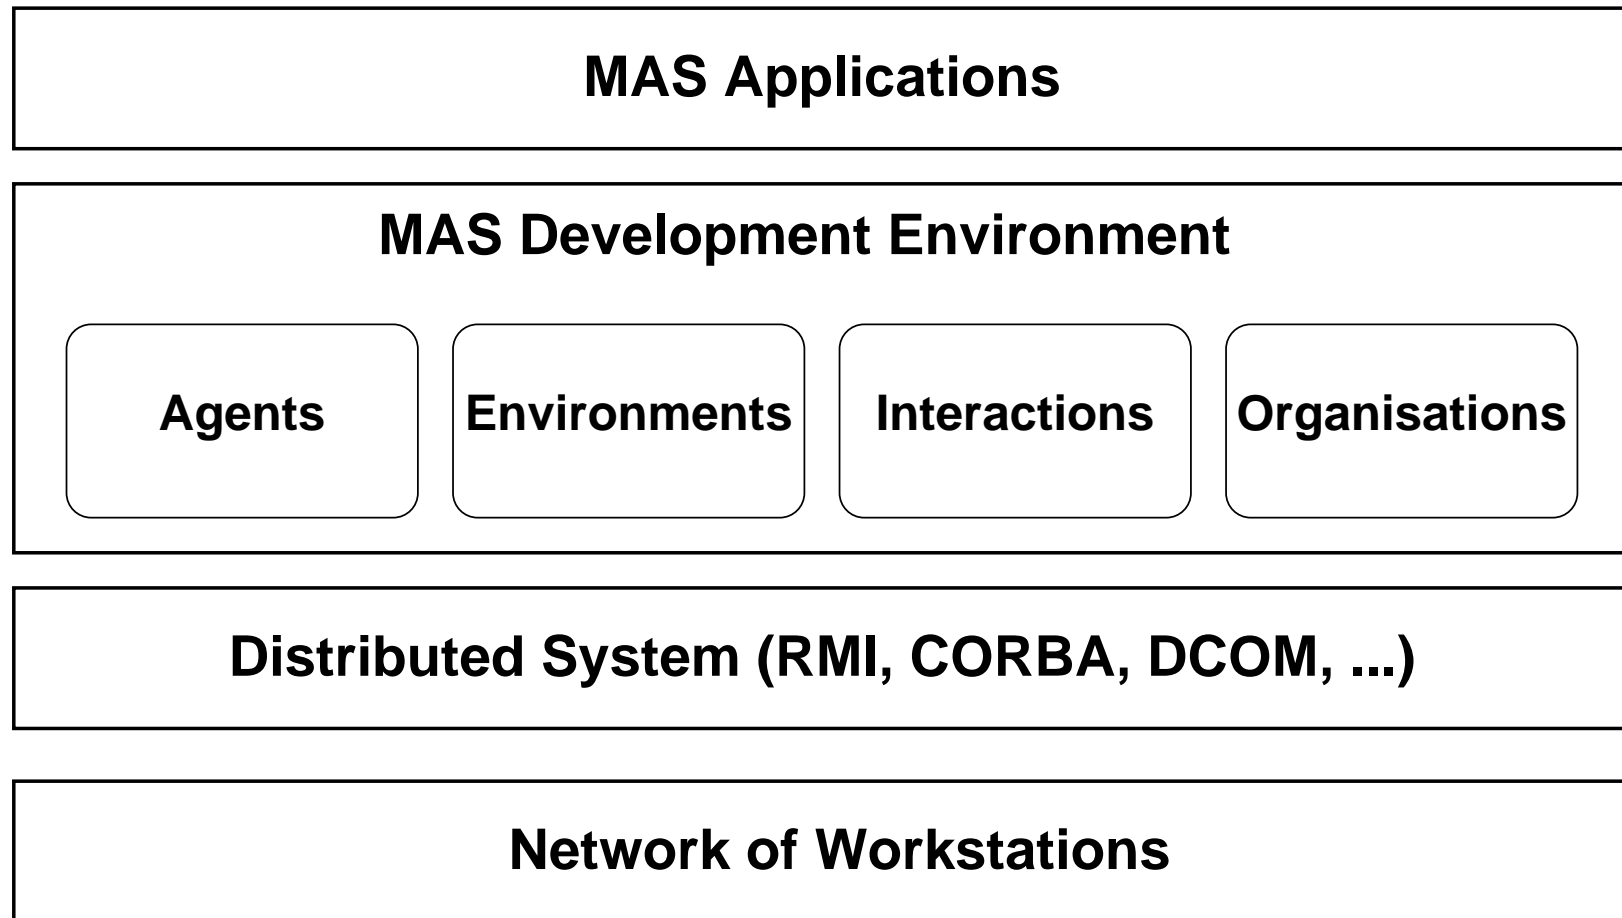 MAS Applications
MAS Development Environment
Agents
Environments
Interactions
Organisations
Distributed System (RMI, CORBA, DCOM, ...)
Network of Workstations